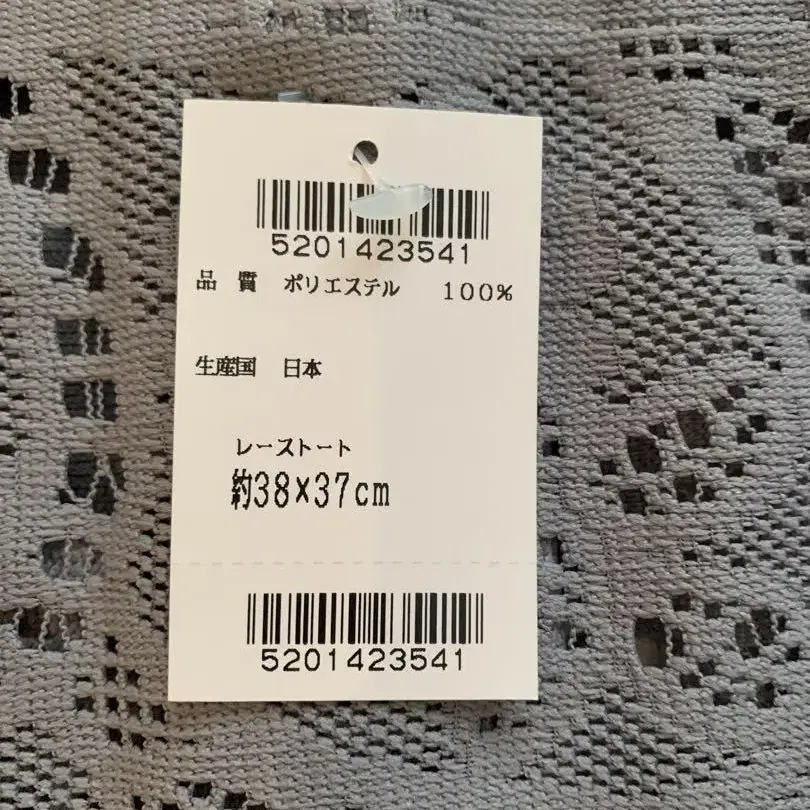 5201423541
品 質 ポリエステル 100%
生産国 日本
レーストート
約38×37cm
5201423541